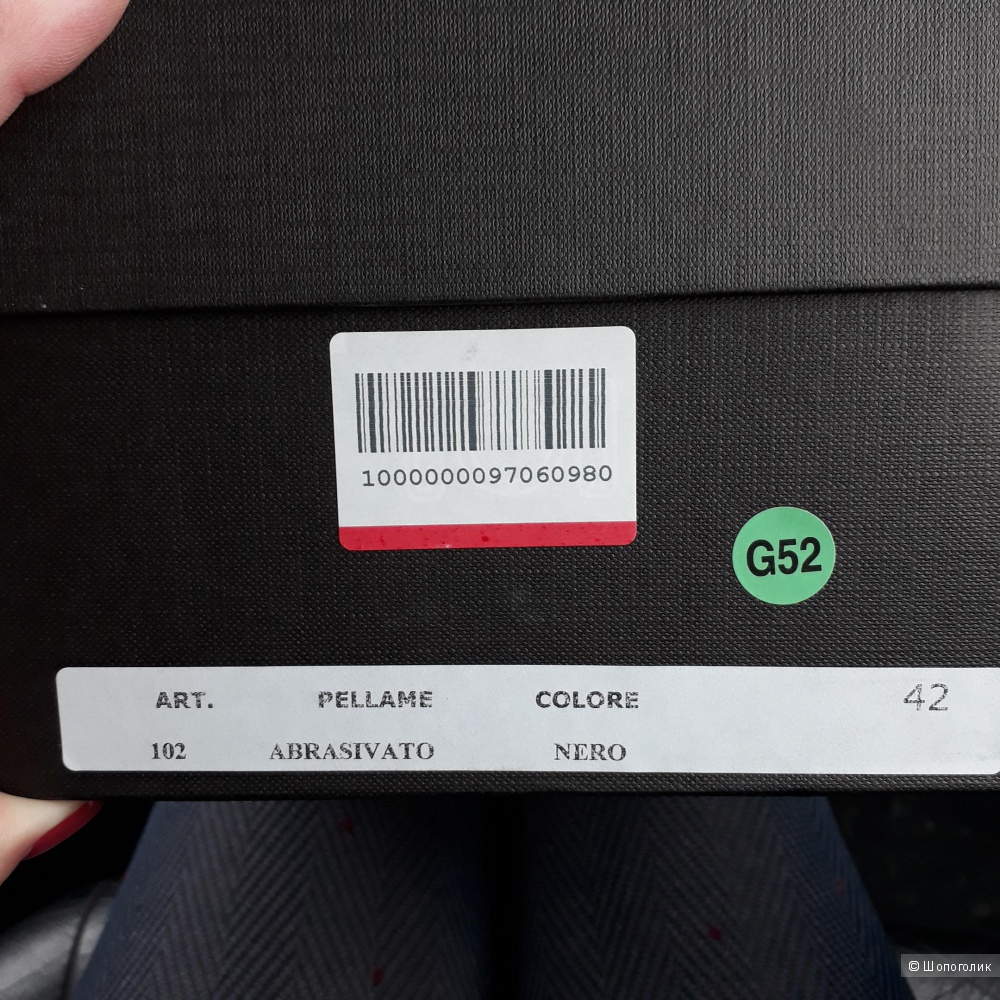 1000000097060980
G52
ART. PELLAME COLORE 42
102 ABRASIVATO NERO
© Шопоголик